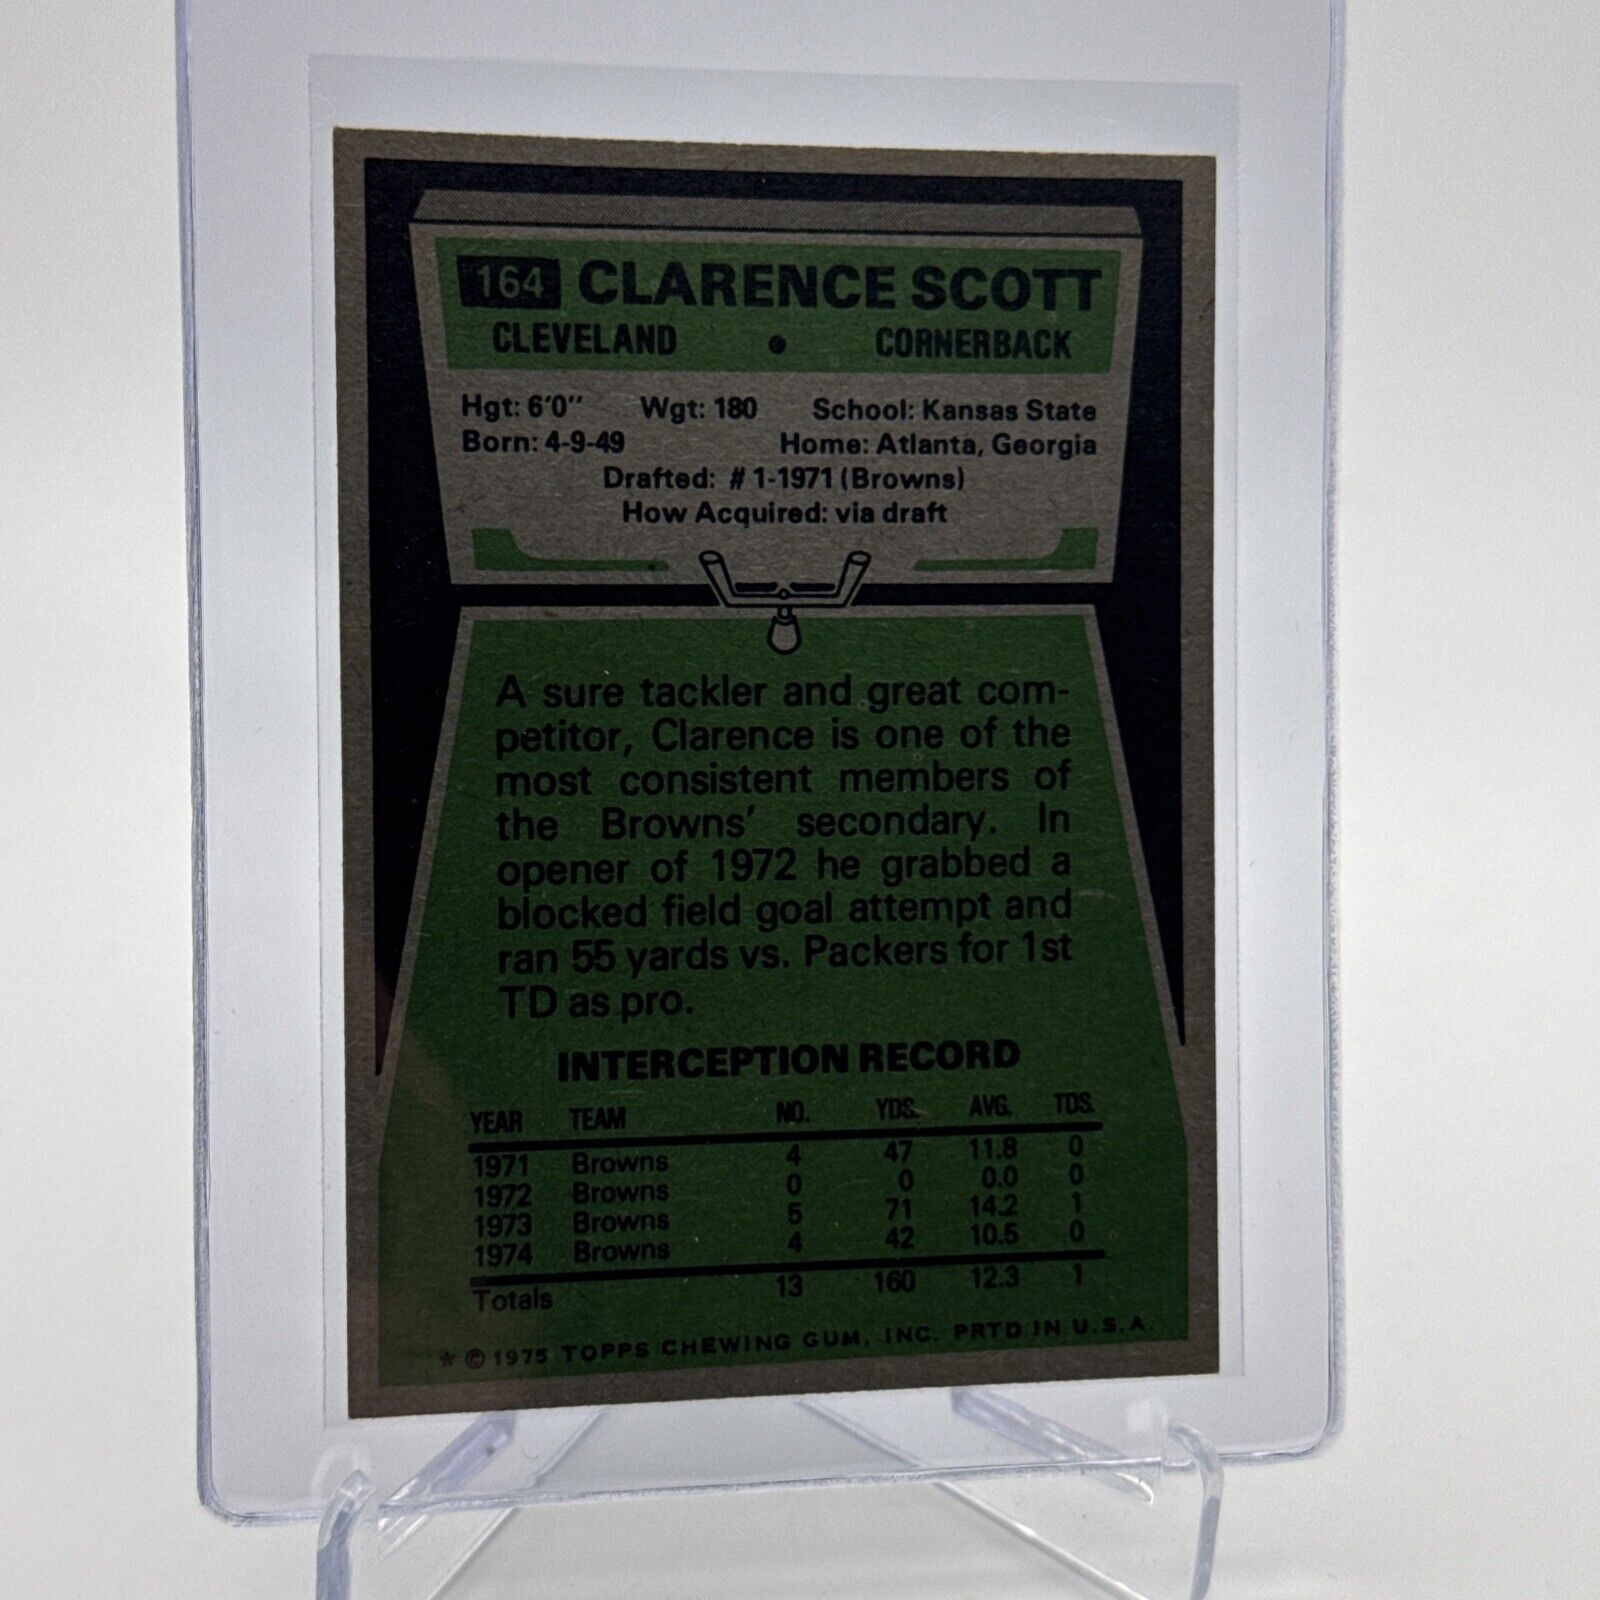 164 CLARENCE SCOTT
CLEVELAND • CORNERBACK
Hgt: 6'0" Wgt: 180 School: Kansas State
Born: 4-9-49 Home: Atlanta, Georgia
Drafted: # 1-1971 (Browns)
How Acquired: via draft
A sure tackler and great com-
petitor, Clarence is one of the
most consistent members of
the Browns' secondary. In
opener of 1972 he grabbed a
blocked field goal attempt and
ran 55 yards vs. Packers for 1st
TD as pro.
INTERCEPTION RECORD
YEAR TEAM NO. YDS. AVG. TDS.
1971 Browns 4 47 11.8 0
1972 Browns 0 0 0.0 0
1973 Browns 5 71 14.2 1
1974 Browns 4 42 10.5 0
Totals 13 160 12.3 1
* © 1975 TOPPS CHEWING GUM, INC. PRTD IN U.S.A.